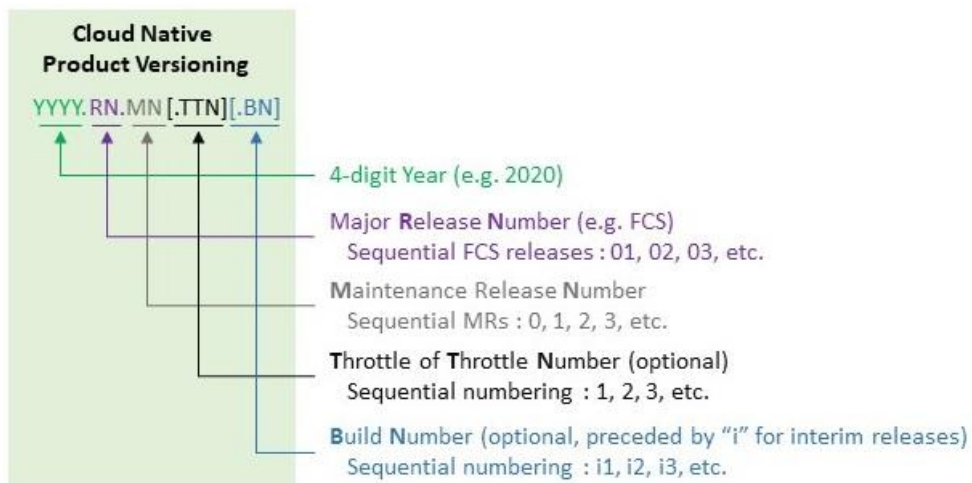 Cloud Native
Product Versioning
YYYY.RN.MN[.TTN][.BN]
4-digit Year (e.g. 2020)
Major Release Number (e.g. FCS)
Sequential FCS releases : 01, 02, 03, etc.
Maintenance Release Number
Sequential MRs : 0, 1, 2, 3, etc.
Throttle of Throttle Number (optional)
Sequential numbering : 1, 2, 3, etc.
Build Number (optional, preceded by “i” for interim releases)
Sequential numbering : i1, i2, i3, etc.